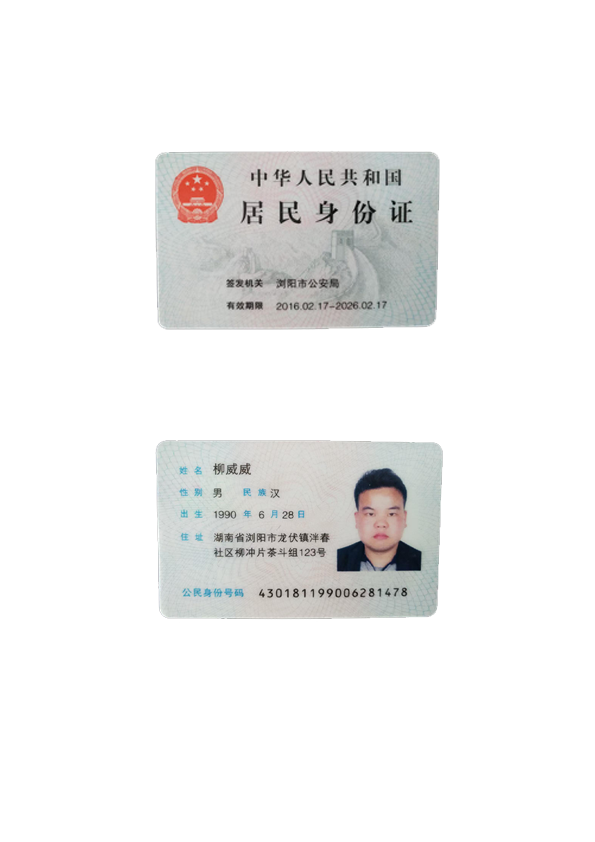 中华人民共和国
居民身份证
签发机关 浏阳市公安局
有效期限 2016.02.17-2026.02.17
姓名 柳威威
性别 男 民族 汉
出生 1990 年 6 月 28 日
住址 湖南省浏阳市龙伏镇泮春
社区柳冲片茶斗组123号
公民身份号码 430181199006281478